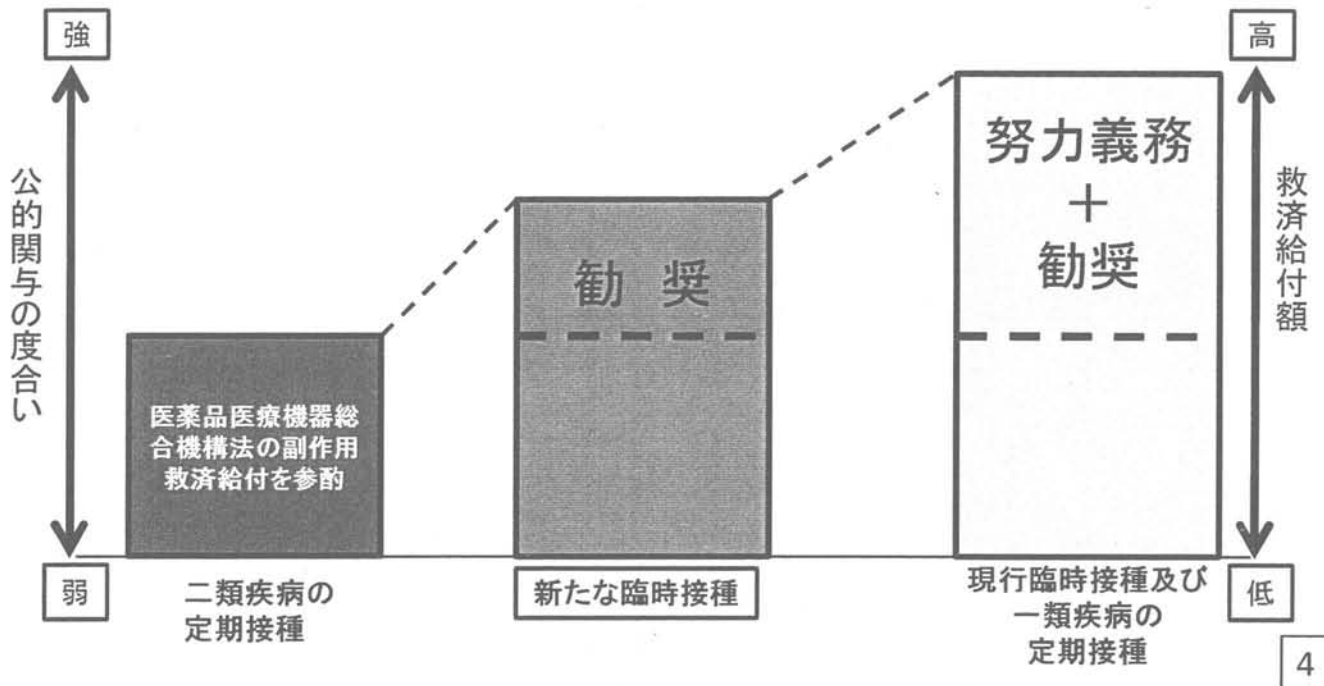 強
高
公的関与の度合い
救済給付額
医薬品医療機器総
合機構法の副作用
救済給付を参酌
勧 奨
努力義務
＋
勧奨
弱
低
二類疾病の
定期接種
新たな臨時接種
現行臨時接種及び
一類疾病の
定期接種
4